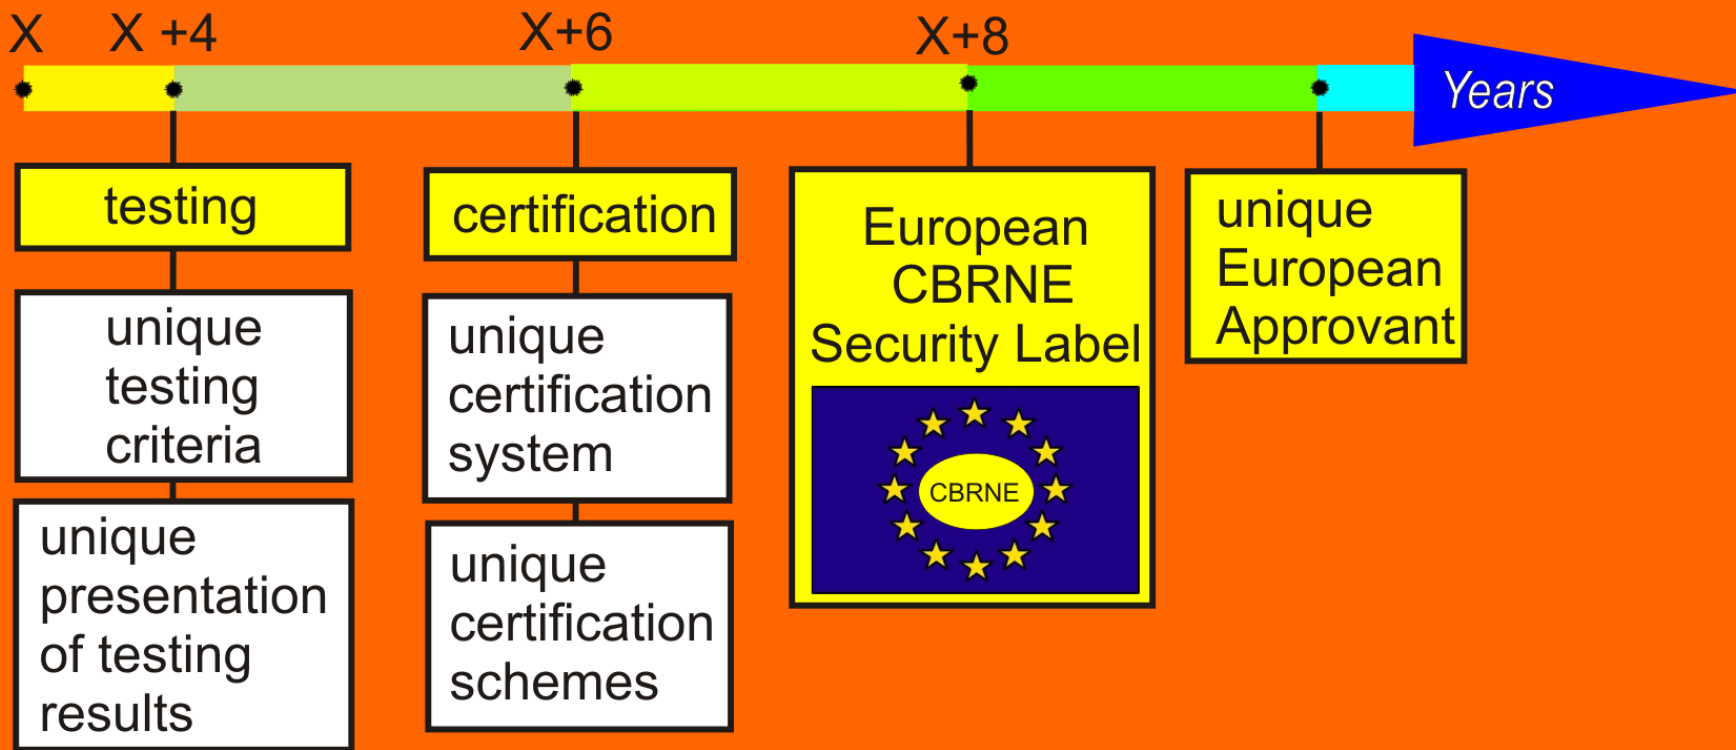 X
X +4
X+6
X+8
Years
testing
unique
testing
criteria
unique
presentation
of testing
results
certification
unique
certification
system
unique
certification
schemes
European
CBRNE
Security Label
CBRNE
unique
European
Approvant